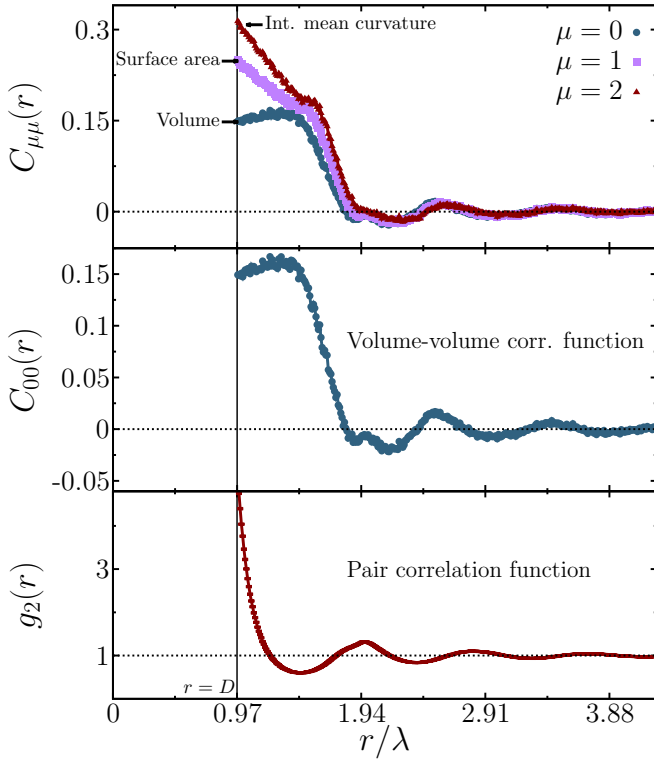 0.3
Int. mean curvature
μ = 0
μ = 1
μ = 2
Surface area
Volume
0.15
0
C_{μμ}(r)
0.15
0.1
0.05
0
-0.05
C_{00}(r)
Volume-volume corr. function
3
1
g_2(r)
Pair correlation function
r = D
0
0.97
1.94
2.91
3.88
r/λ